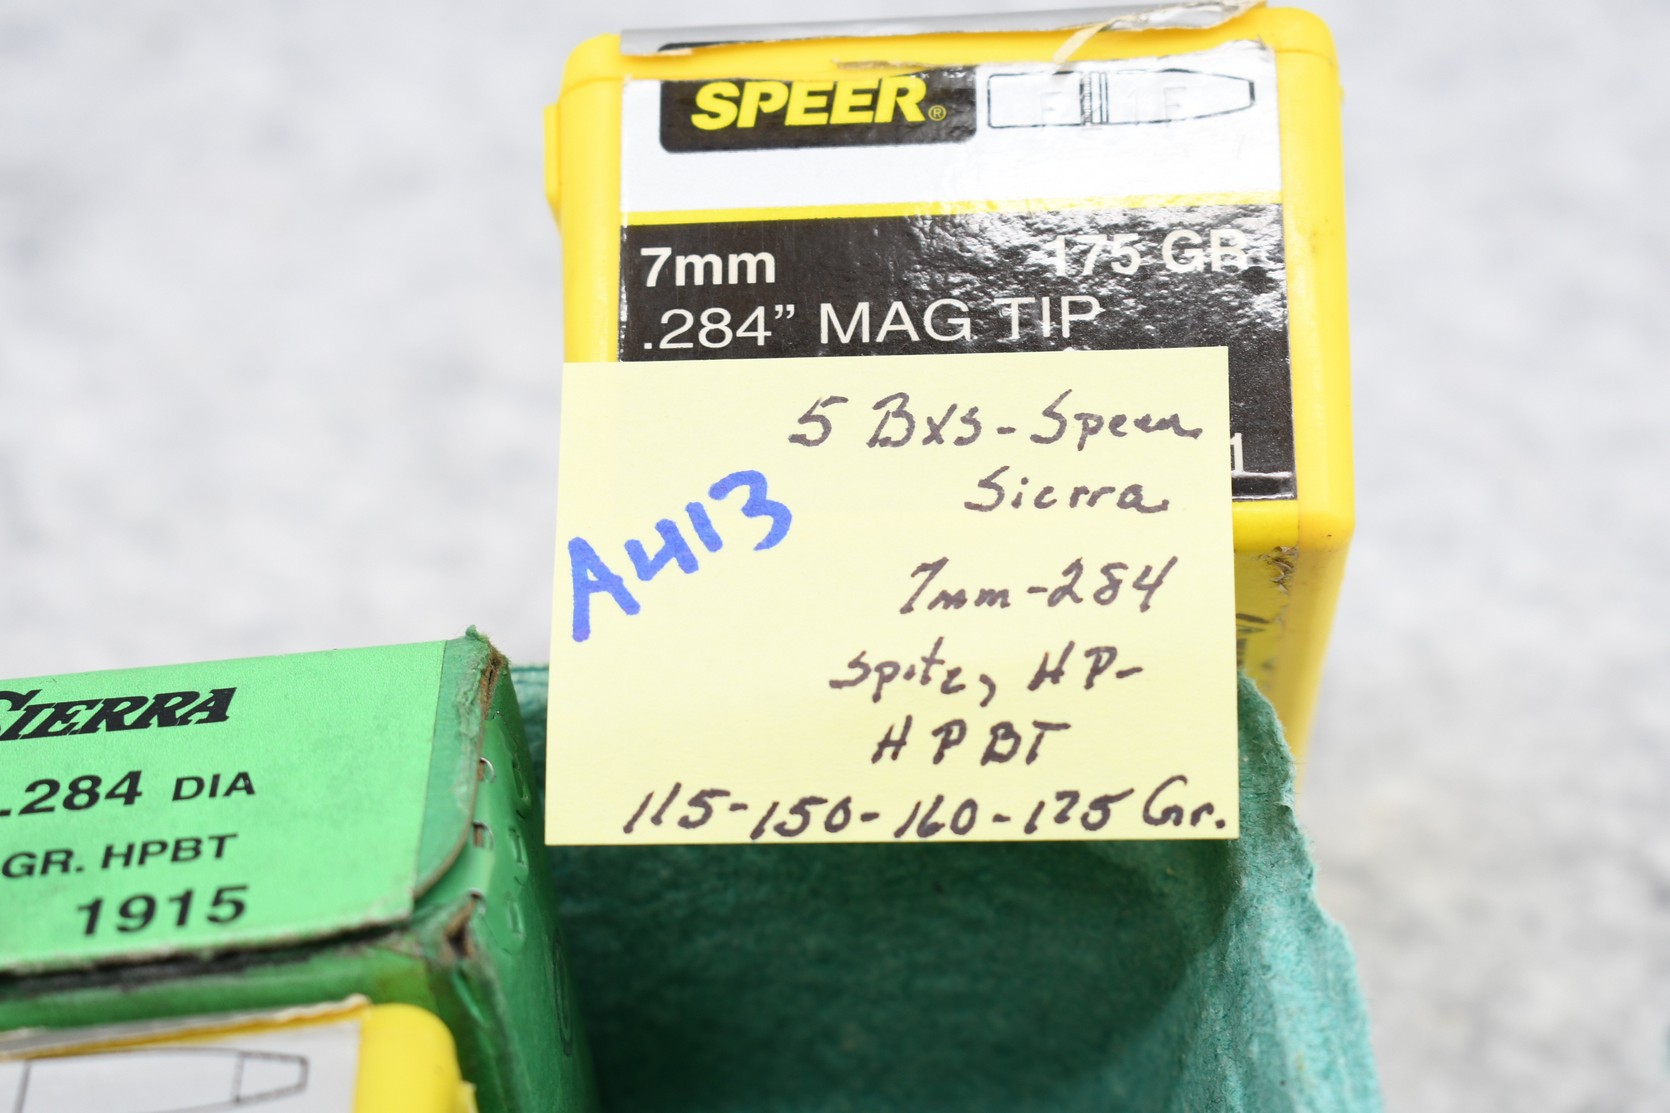 SPEER®
7mm 175 GR
.284” MAG TIP
1
5 Bxs - Speer
Sierra
A413
7mm - 284
Spitz, HP -
HPBT
115 - 150 - 160 - 175 Gr.
SIERRA
.284 DIA
GR. HPBT
1915